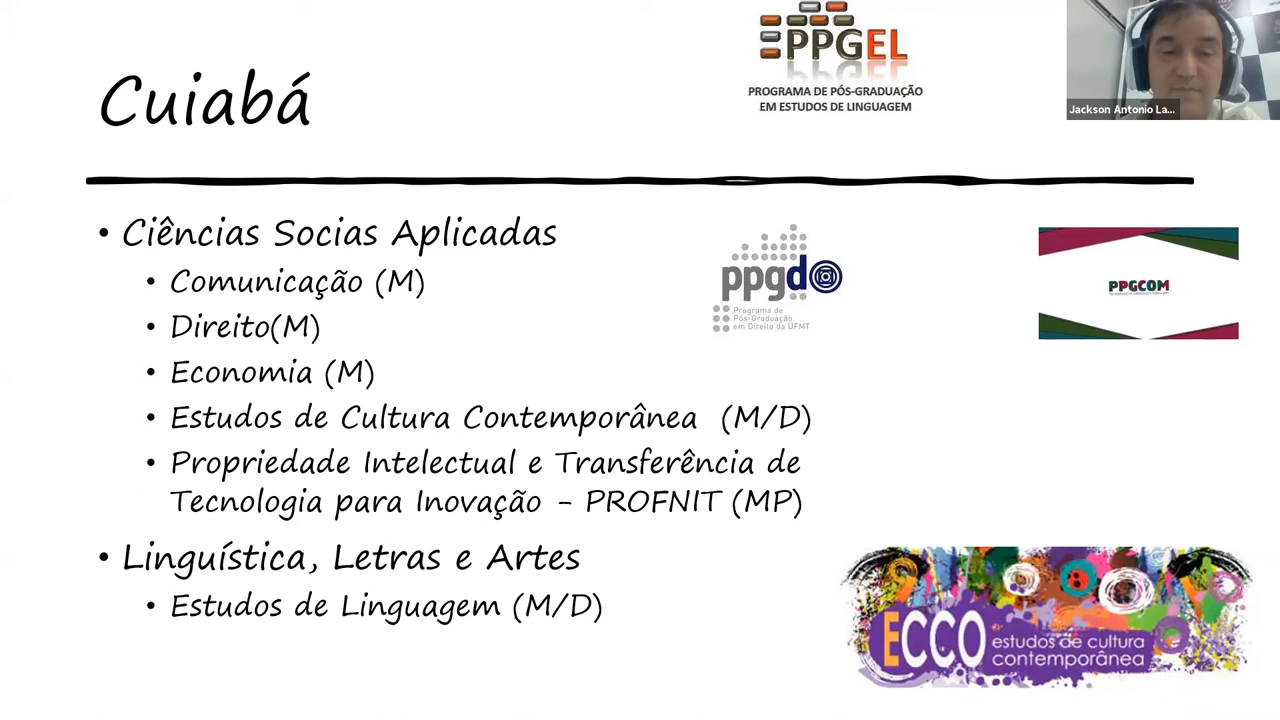 PPGEL
PROGRAMA DE PÓS-GRADUAÇÃO
EM ESTUDOS DE LINGUAGEM
Jackson Antonio La...
Cuiabá
• Ciências Socias Aplicadas
• Comunicação (M)
• Direito(M)
• Economia (M)
• Estudos de Cultura Contemporânea (M/D)
• Propriedade Intelectual e Transferência de
Tecnologia para Inovação - PROFNIT (MP)
• Linguística, Letras e Artes
• Estudos de Linguagem (M/D)
ppgd
Programa de
Pós-Graduação
em Direito da UFMT
PPGCOM
ECCO
estudos de cultura
contemporânea